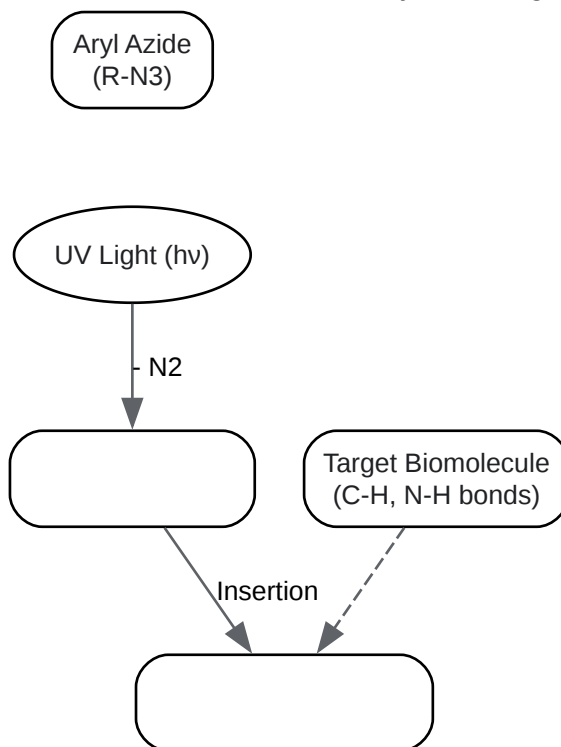 Aryl Azide
(R-N3)
UV Light (hν)
- N2
Target Biomolecule
(C-H, N-H bonds)
Insertion